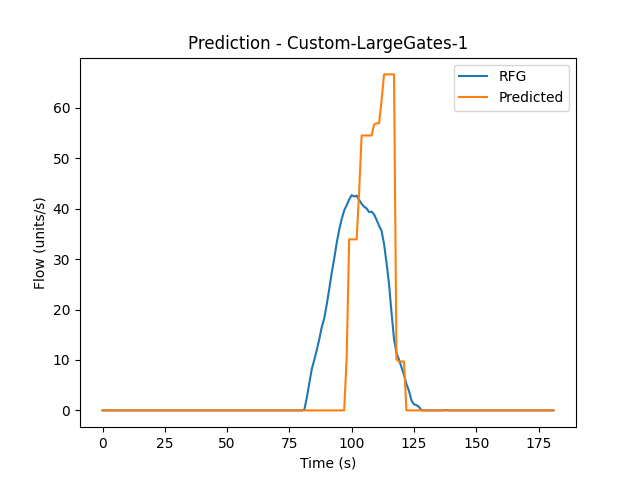 Prediction - Custom-LargeGates-1
RFG
Predicted
Flow (units/s)
60
50
40
30
20
10
0
0 25 50 75 100 125 150 175
Time (s)